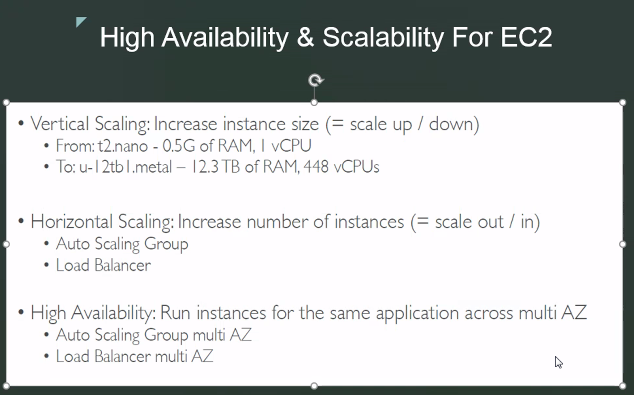 High Availability & Scalability For EC2
• Vertical Scaling: Increase instance size (= scale up / down)
• From: t2.nano - 0.5G of RAM, 1 vCPU
• To: u-12tb1.metal – 12.3 TB of RAM, 448 vCPUs
• Horizontal Scaling: Increase number of instances (= scale out / in)
• Auto Scaling Group
• Load Balancer
• High Availability: Run instances for the same application across multi AZ
• Auto Scaling Group multi AZ
• Load Balancer multi AZ